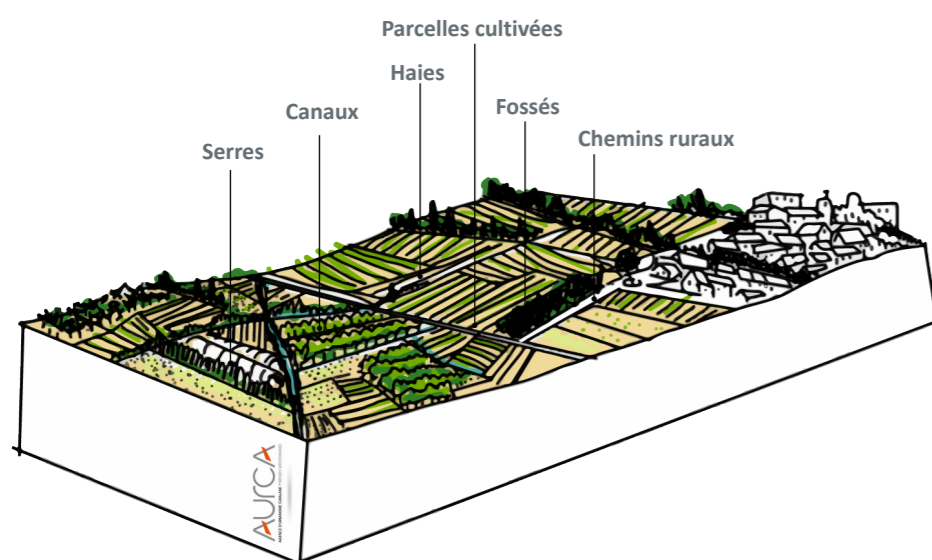 Parcelles cultivées
Haies
Fossés
Canaux
Chemins ruraux
Serres
AURCA